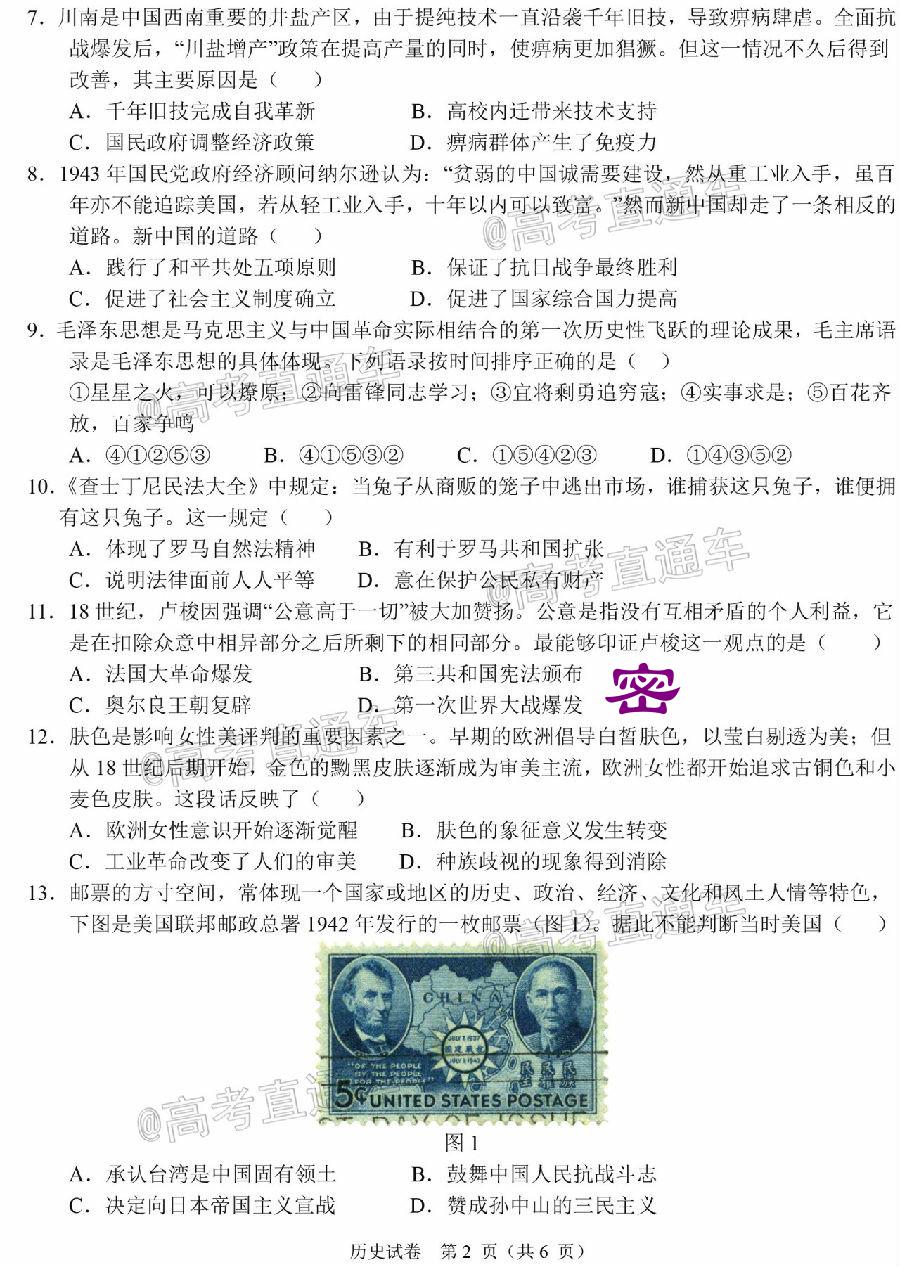 7．川南是中国西南重要的井盐产区，由于提纯技术一直沿袭千年旧技，导致痹病肆虐。全面抗
战爆发后，“川盐增产”政策在提高产量的同时，使痹病更加猖獗。但这一情况不久后得到
改善，其主要原因是（　　）
A．千年旧技完成自我革新　　B．高校内迁带来技术支持
C．国民政府调整经济政策　　D．痹病群体产生了免疫力
8．1943 年国民党政府经济顾问纳尔逊认为：“贫弱的中国诚需要建设，然从重工业入手，虽百
年亦不能追踪美国，若从轻工业入手，十年以内可以致富。”然而新中国却走了一条相反的
道路。新中国的道路（　　）
A．践行了和平共处五项原则　　B．保证了抗日战争最终胜利
C．促进了社会主义制度确立　　D．促进了国家综合国力提高
9．毛泽东思想是马克思主义与中国革命实际相结合的第一次历史性飞跃的理论成果，毛主席语
录是毛泽东思想的具体体现。下列语录按时间排序正确的是（　　）
①星星之火，可以燎原；②向雷锋同志学习；③宜将剩勇追穷寇；④实事求是；⑤百花齐
放，百家争鸣
A．④①②⑤③　　B．④①⑤③②　　C．①⑤④②③　　D．①④③⑤②
10．《查士丁尼民法大全》中规定：当兔子从商贩的笼子中逃出市场，谁捕获这只兔子，谁便拥
有这只兔子。这一规定（　　）
A．体现了罗马自然法精神　　B．有利于罗马共和国扩张
C．说明法律面前人人平等　　D．意在保护公民私有财产
11．18 世纪，卢梭因强调“公意高于一切”被大加赞扬。公意是指没有互相矛盾的个人利益，它
是在扣除众意中相异部分之后所剩下的相同部分。最能够印证卢梭这一观点的是（　　）
A．法国大革命爆发　　B．第三共和国宪法颁布
C．奥尔良王朝复辟　　D．第一次世界大战爆发
密
12．肤色是影响女性美评判的重要因素之一。早期的欧洲倡导白皙肤色，以莹白剔透为美；但
从 18 世纪后期开始，金色的黝黑皮肤逐渐成为审美主流，欧洲女性都开始追求古铜色和小
麦色皮肤。这段话反映了（　　）
A．欧洲女性意识开始逐渐觉醒　　B．肤色的象征意义发生转变
C．工业革命改变了人们的审美　　D．种族歧视的现象得到消除
13．邮票的方寸空间，常体现一个国家或地区的历史、政治、经济、文化和风土人情等特色，
下图是美国联邦邮政总署 1942 年发行的一枚邮票（图 1）。据此不能判断当时美国（　　）
CHINA
JULY 7, 1937
JULY 7, 1942
"OF THE PEOPLE
BY THE PEOPLE
FOR THE PEOPLE"
5¢ UNITED STATES POSTAGE
图 1
A．承认台湾是中国固有领土　　B．鼓舞中国人民抗战斗志
C．决定向日本帝国主义宣战　　D．赞成孙中山的三民主义
历史试卷　第 2 页（共 6 页）
@高考直通车
@高考直通车
@高考直通车
@高考直通车
@高考直通车
@高考直通车